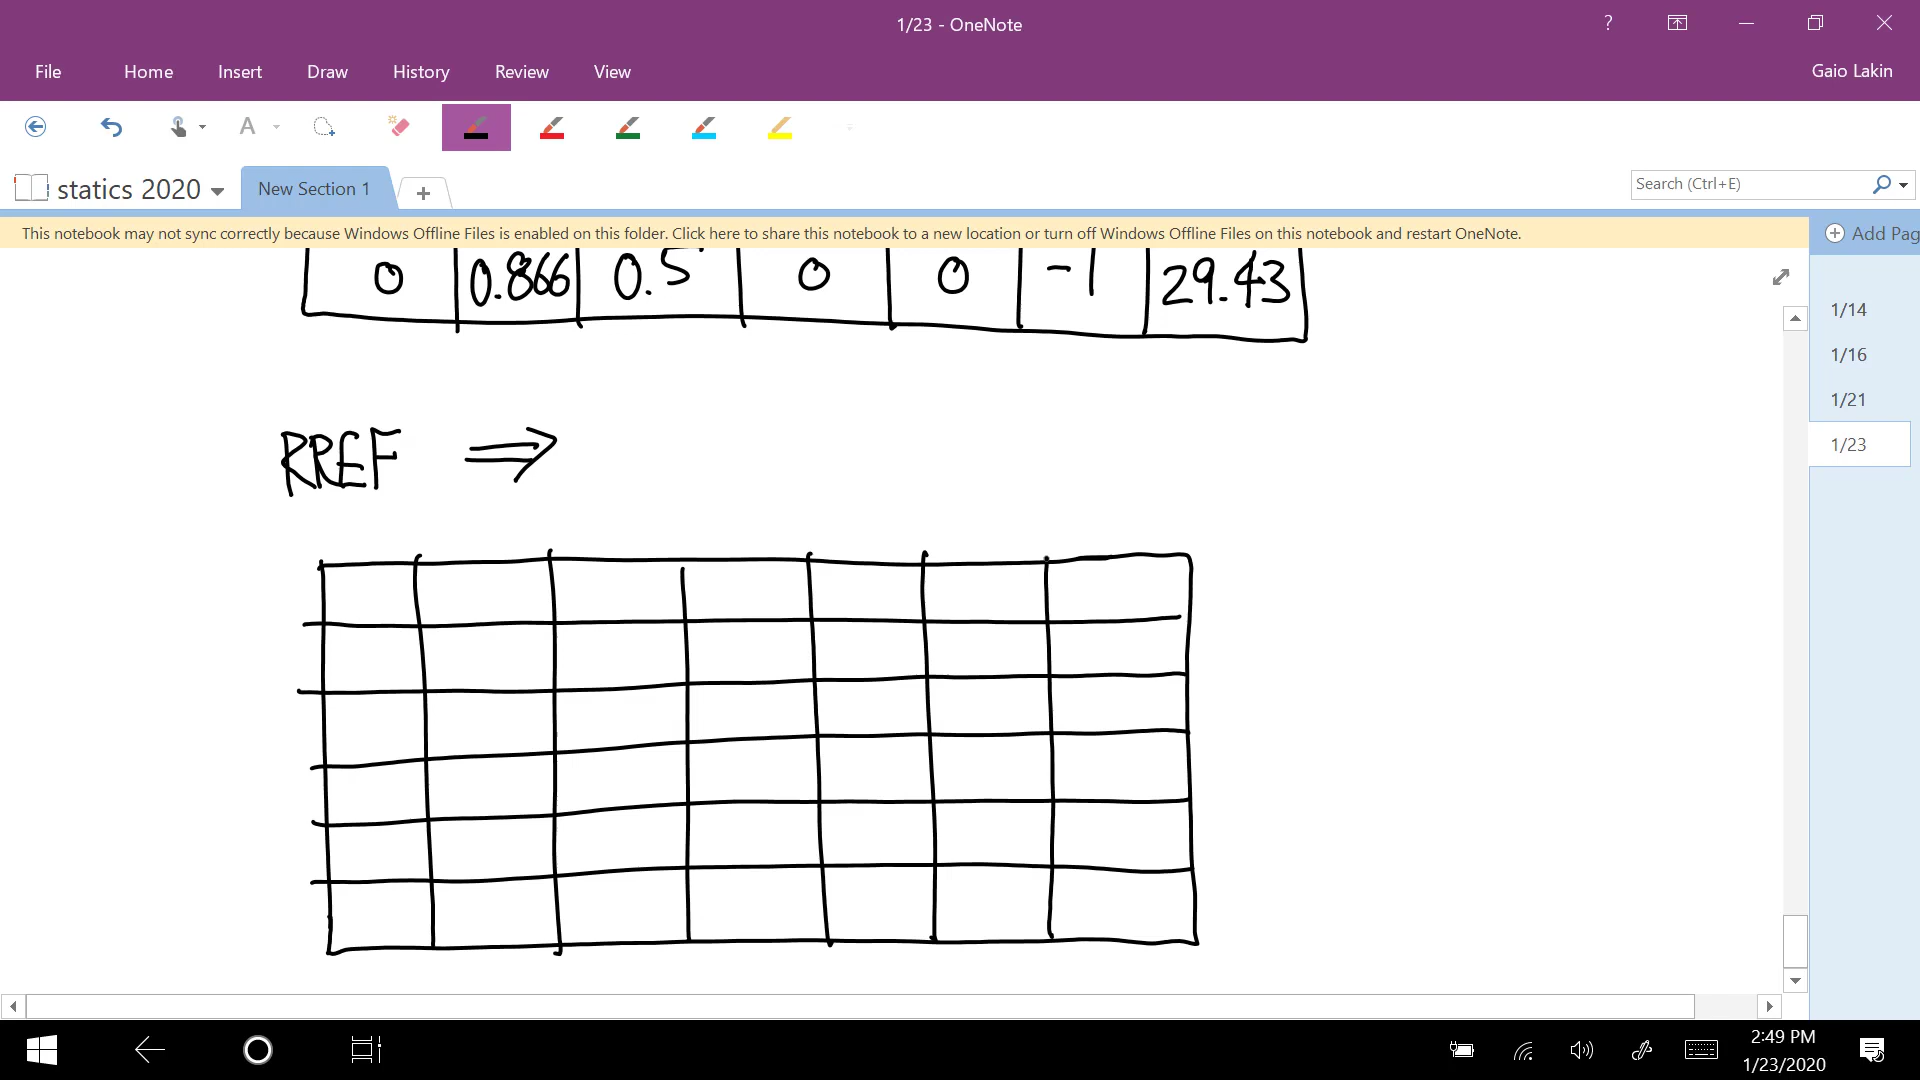 1/23 - OneNote
?
File Home Insert Draw History Review View
Gaio Lakin
A
statics 2020 New Section 1 +
Search (Ctrl+E)
This notebook may not sync correctly because Windows Offline Files is enabled on this folder. Click here to share this notebook to a new location or turn off Windows Offline Files on this notebook and restart OneNote.
Add Pag
0 0.866 0.5 0 0 -1 29.43
RREF ⇒
1/14
1/16
1/21
1/23
2:49 PM
1/23/2020